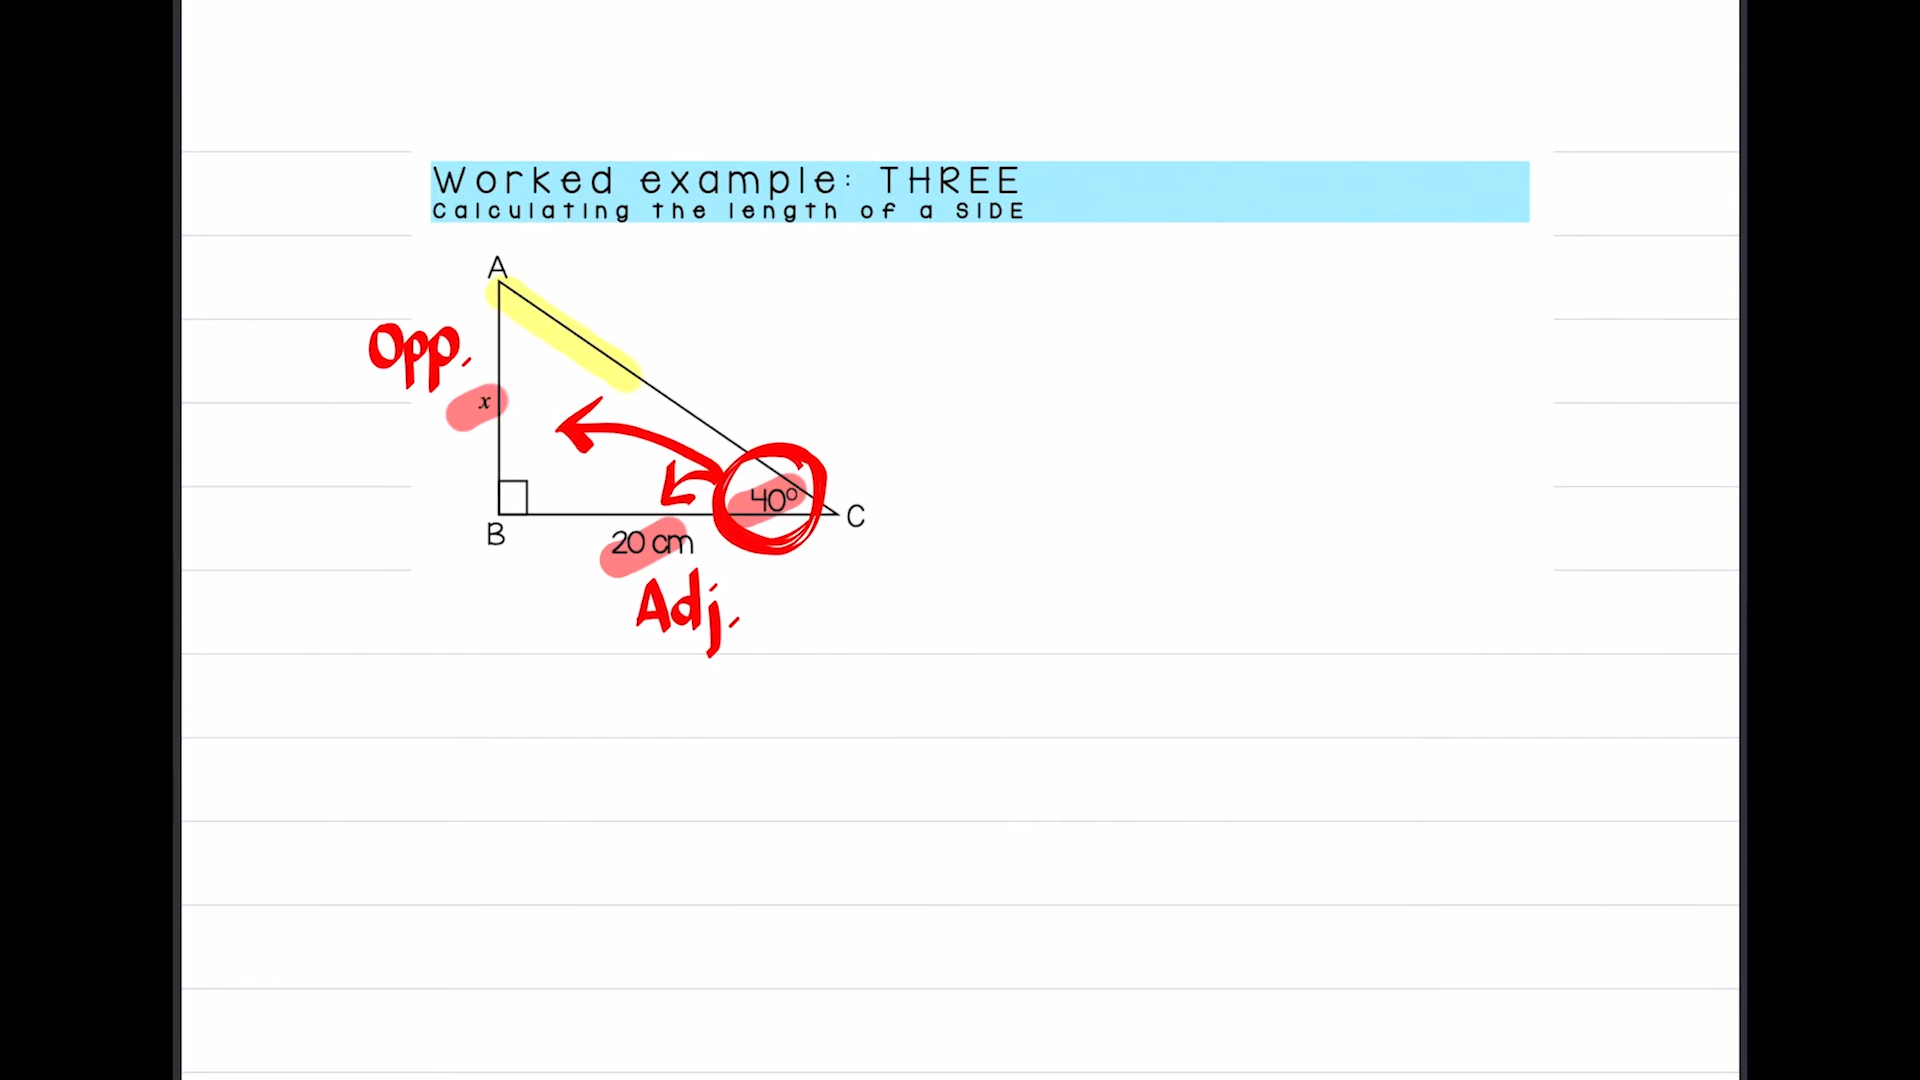 Worked example: THREE
Calculating the length of a SIDE
A
Opp.
x
40°
C
B
20 cm
Adj.